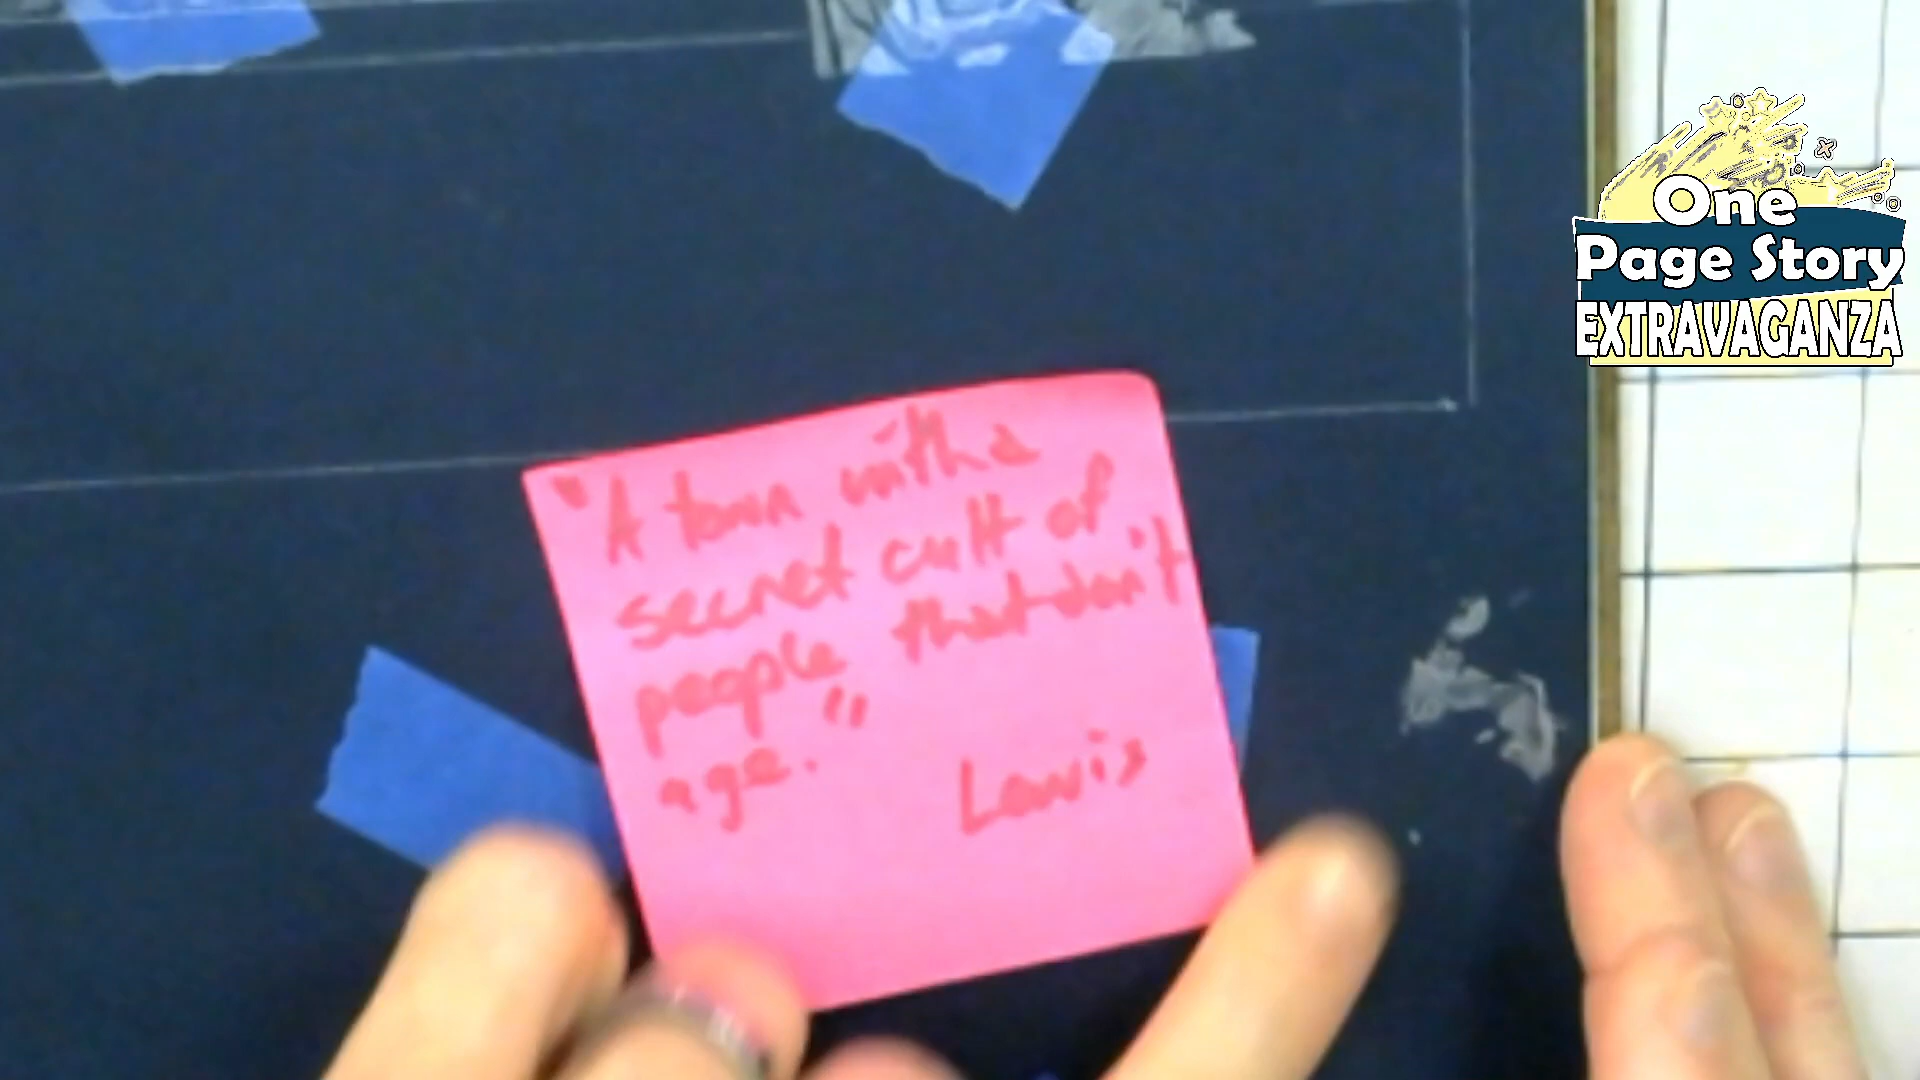 "A town with a
secret cult of
people that don't
age."
Lewis
One
Page Story
EXTRAVAGANZA